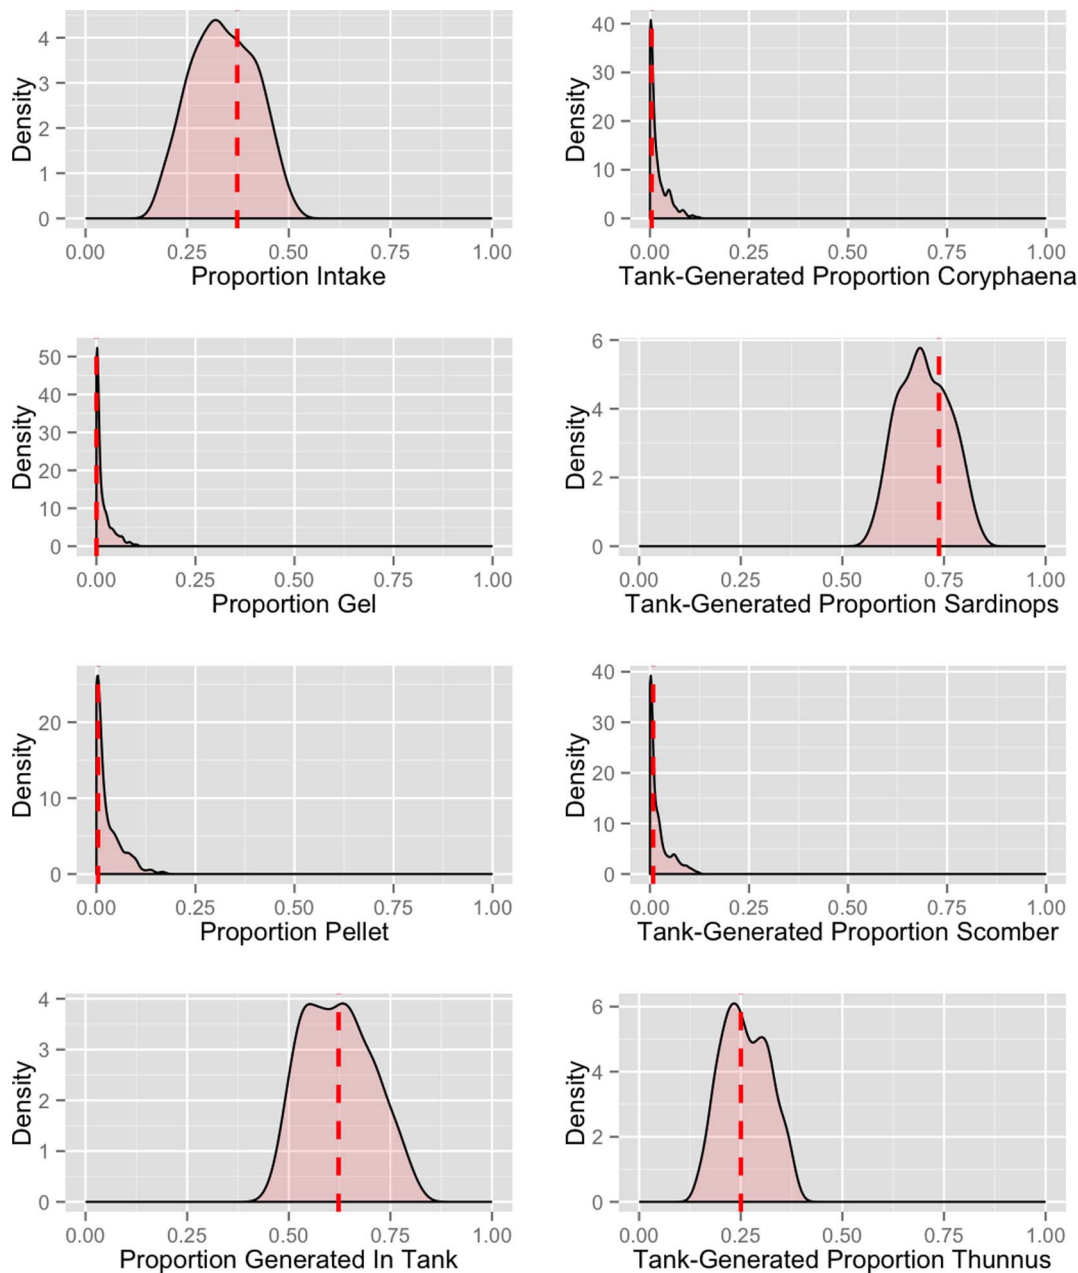 Density
4
3
2
1
0
0.00 0.25 0.50 0.75 1.00
Proportion Intake
Density
40
30
20
10
0
0.00 0.25 0.50 0.75 1.00
Tank-Generated Proportion Coryphaena
Density
50
40
30
20
10
0
0.00 0.25 0.50 0.75 1.00
Proportion Gel
Density
6
4
2
0
0.00 0.25 0.50 0.75 1.00
Tank-Generated Proportion Sardinops
Density
20
10
0
0.00 0.25 0.50 0.75 1.00
Proportion Pellet
Density
40
30
20
10
0
0.00 0.25 0.50 0.75 1.00
Tank-Generated Proportion Scomber
Density
4
3
2
1
0
0.00 0.25 0.50 0.75 1.00
Proportion Generated In Tank
Density
6
4
2
0
0.00 0.25 0.50 0.75 1.00
Tank-Generated Proportion Thunnus